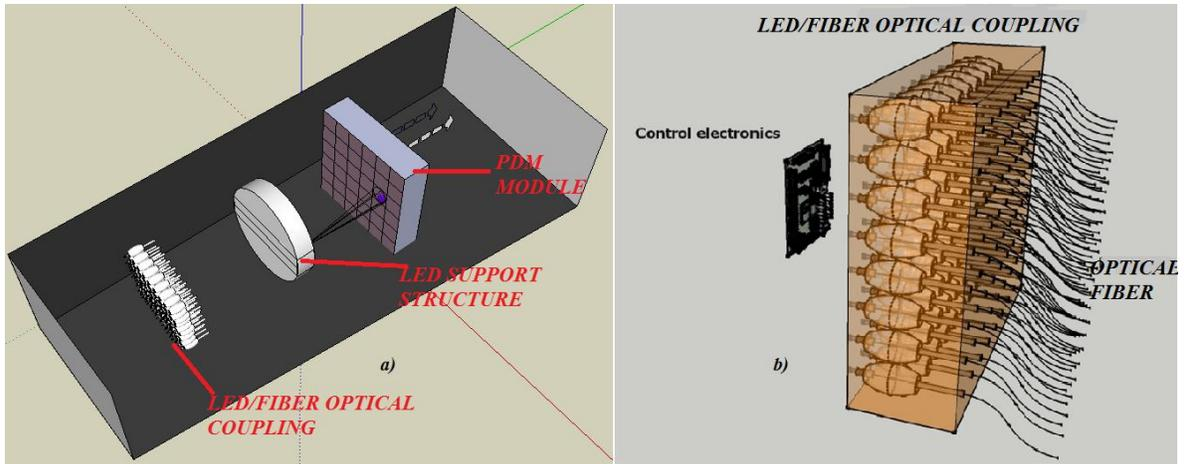 PDM
MODULE
LED SUPPORT
STRUCTURE
a)
LED/FIBER OPTICAL
COUPLING
LED/FIBER OPTICAL COUPLING
Control electronics
OPTICAL
FIBER
b)